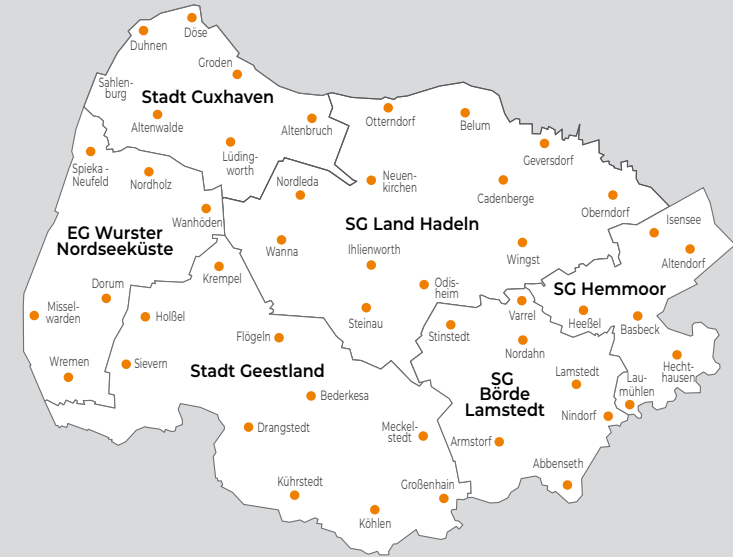 Döse
Duhnen
Groden
Sahlen-
burg
Stadt Cuxhaven
Altenwalde
Altenbruch
Lüding-
worth
Otterndorf
Belum
Geversdorf
Spieka -
Neufeld
Nordholz
Nordleda
Neuen-
kirchen
Cadenberge
Oberndorf
Isensee
Wanhöden
EG Wurster
Nordseeküste
SG Land Hadeln
Wanna
Ihlienworth
Wingst
Altendorf
Krempel
Dorum
Odis-
heim
SG Hemmoor
Missel-
warden
Holßel
Steinau
Varrel
Heeßel
Basbeck
Flögeln
Stinstedt
Nordahn
Wremen
Sievern
Stadt Geestland
SG
Börde
Lamstedt
Lamstedt
Lau-
mühlen
Hecht-
hausen
Bederkesa
Nindorf
Drangstedt
Meckel-
stedt
Armstorf
Abbenseth
Kührstedt
Großenhain
Köhlen